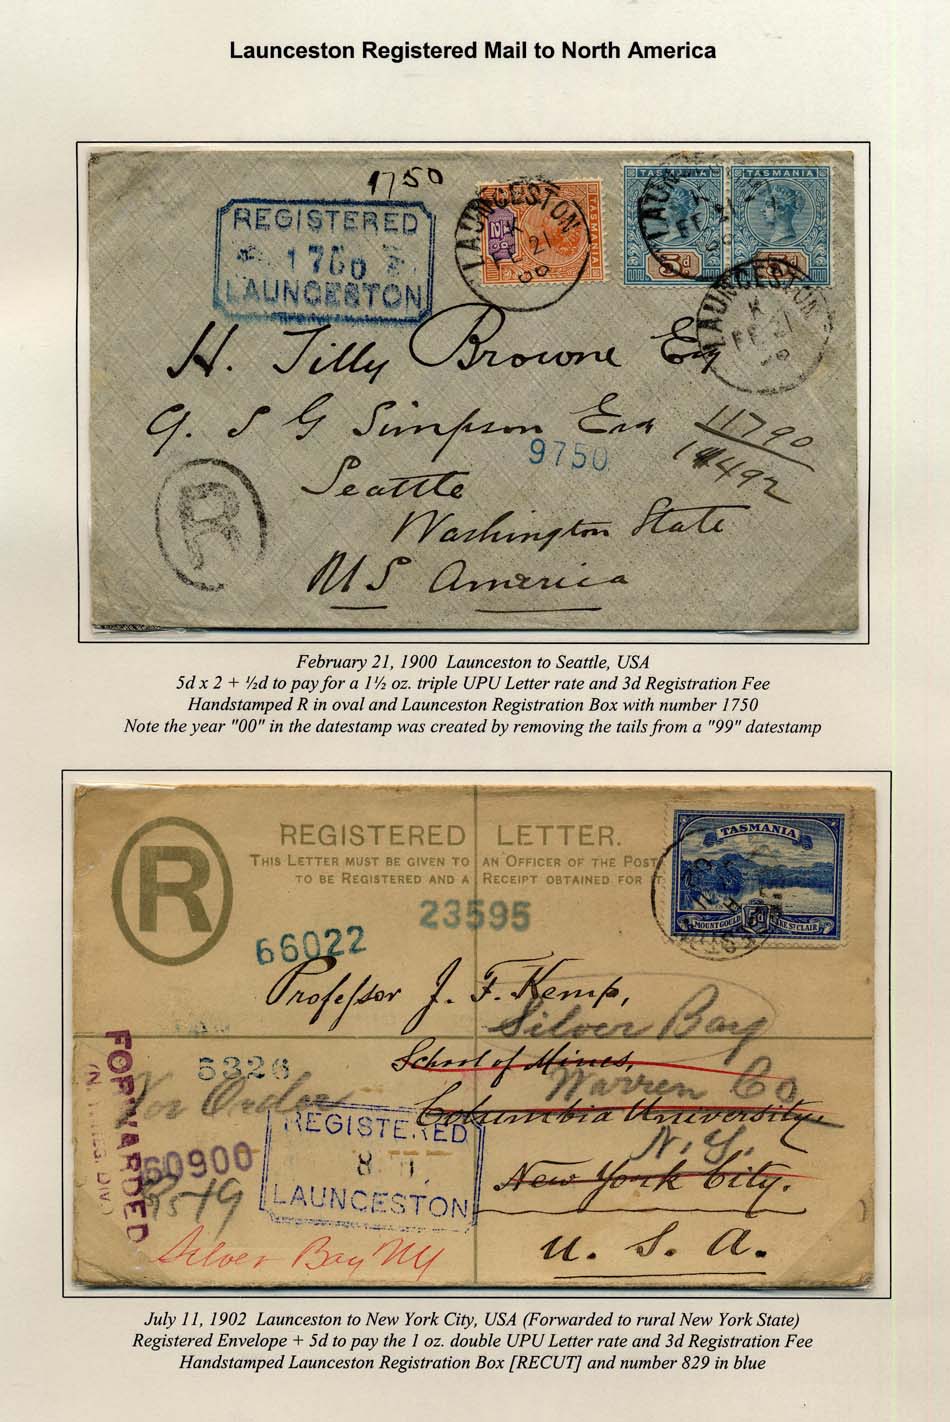 Launceston Registered Mail to North America
1750
REGISTERED
1750
LAUNCESTON
LAUNCESTON
K
FE 21
00
TASMANIA
TASMANIA
TASMANIA
5d
5d
LAUNCESTON
K
FE 21
00
LAUNCESTON
K
FE 21
00
H. Tilly Browne Esq
S G Simpson Esq
9750
11790
14492
Seattle
Washington State
U S America
R
February 21, 1900 Launceston to Seattle, USA
5d x 2 + ½d to pay for a 1½ oz. triple UPU Letter rate and 3d Registration Fee
Handstamped R in oval and Launceston Registration Box with number 1750
Note the year "00" in the datestamp was created by removing the tails from a "99" datestamp
R
REGISTERED LETTER.
THIS LETTER MUST BE GIVEN TO AN OFFICER OF THE POST
TO BE REGISTERED AND A RECEIPT OBTAINED FOR IT
TASMANIA
MOUNT GOULD 5d LAKE ST CLAIR
23595
66022
Professor J. F. Kemp,
Silver Bay
School of Mines,
5326
Warren Co
Columbia University
N.Y.
New York City.
U. S. A.
FORWARDED
60900
REGISTERED
LAUNCESTON
Silver Bay NY
July 11, 1902 Launceston to New York City, USA (Forwarded to rural New York State)
Registered Envelope + 5d to pay the 1 oz. double UPU Letter rate and 3d Registration Fee
Handstamped Launceston Registration Box [RECUT] and number 829 in blue